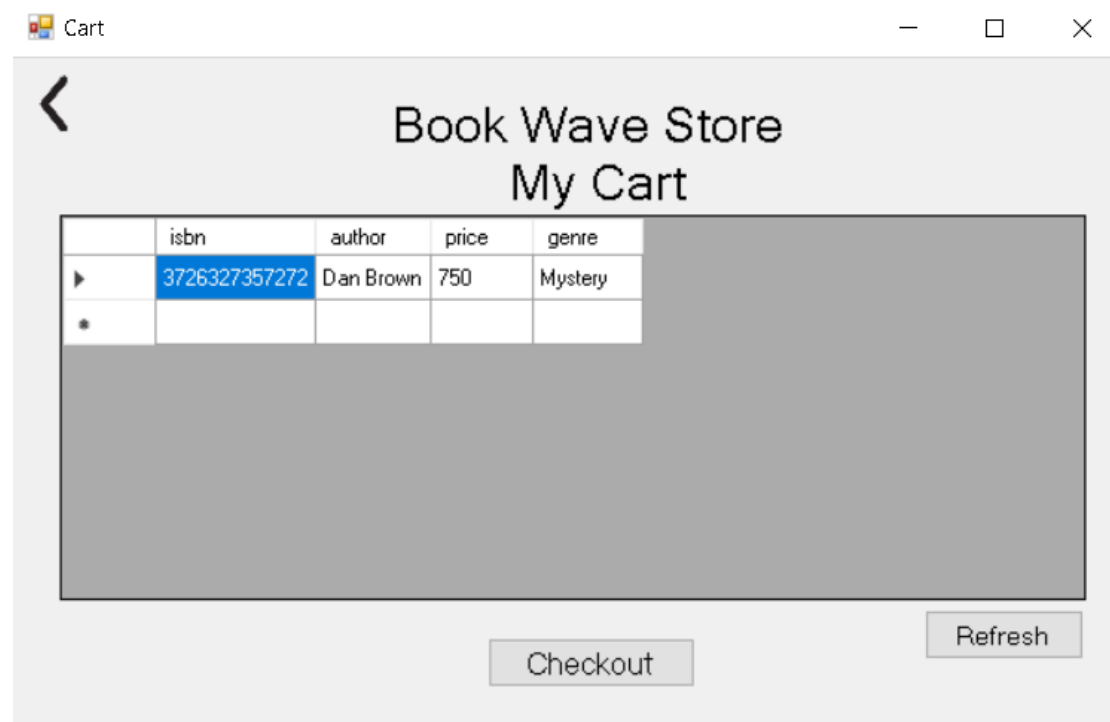 Cart
Book Wave Store
My Cart
isbn author price genre
3726327357272 Dan Brown 750 Mystery
Refresh
Checkout